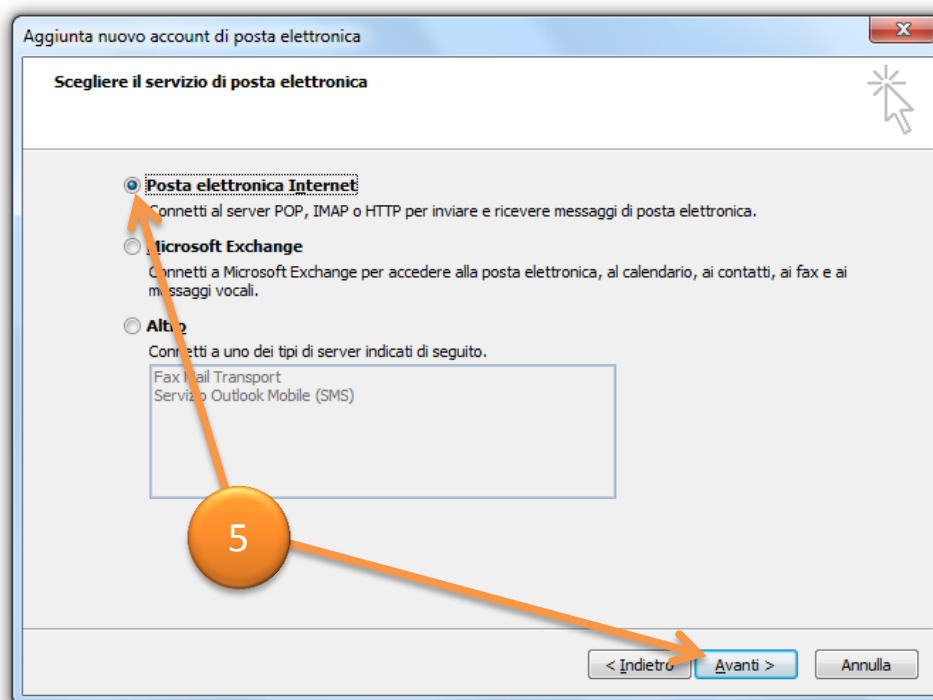 Aggiunta nuovo account di posta elettronica
Scegliere il servizio di posta elettronica
Posta elettronica Internet
Connetti al server POP, IMAP o HTTP per inviare e ricevere messaggi di posta elettronica.
Microsoft Exchange
Connetti a Microsoft Exchange per accedere alla posta elettronica, al calendario, ai contatti, ai fax e ai
messaggi vocali.
Altro
Connetti a uno dei tipi di server indicati di seguito.
Fax Mail Transport
Servizio Outlook Mobile (SMS)
5
< Indietro
Avanti >
Annulla